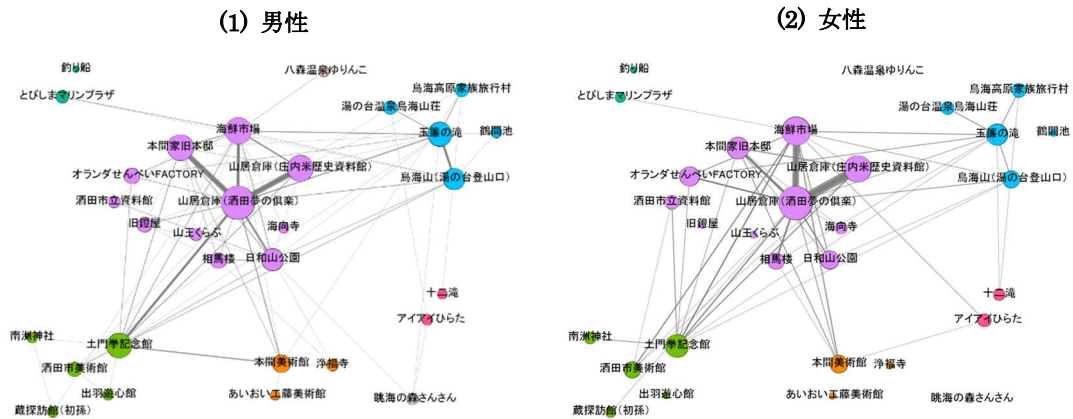 (1) 男性
釣り船
八森温泉ゆりんこ
とびしまマリンプラザ
鳥海高原家族旅行村
湯の台温泉鳥海山荘
海鮮市場
玉簾の滝
鶴間池
本間家旧本邸
山居倉庫(庄内米歴史資料館)
オランダせんべいFACTORY
鳥海山(湯の台登山口)
酒田市立資料館
山居倉庫(酒田夢の倶楽)
旧鐙屋
山王くらぶ
海向寺
相馬楼
日和山公園
十二滝
アイアイひらた
南洲神社
土門拳記念館
酒田市美術館
本間美術館
浄福寺
出羽遊心館
あいおい工藤美術館
眺海の森さんさん
蔵探訪館(初孫)
(2) 女性
釣り船
八森温泉ゆりんこ
とびしまマリンプラザ
鳥海高原家族旅行村
湯の台温泉鳥海山荘
海鮮市場
玉簾の滝
鶴間池
本間家旧本邸
山居倉庫(庄内米歴史資料館)
オランダせんべいFACTORY
鳥海山(湯の台登山口)
酒田市立資料館
山居倉庫(酒田夢の倶楽)
旧鐙屋
山王くらぶ
海向寺
相馬楼
日和山公園
十二滝
アイアイひらた
南洲神社
土門拳記念館
酒田市美術館
本間美術館
浄福寺
出羽遊心館
あいおい工藤美術館
眺海の森さんさん
蔵探訪館(初孫)